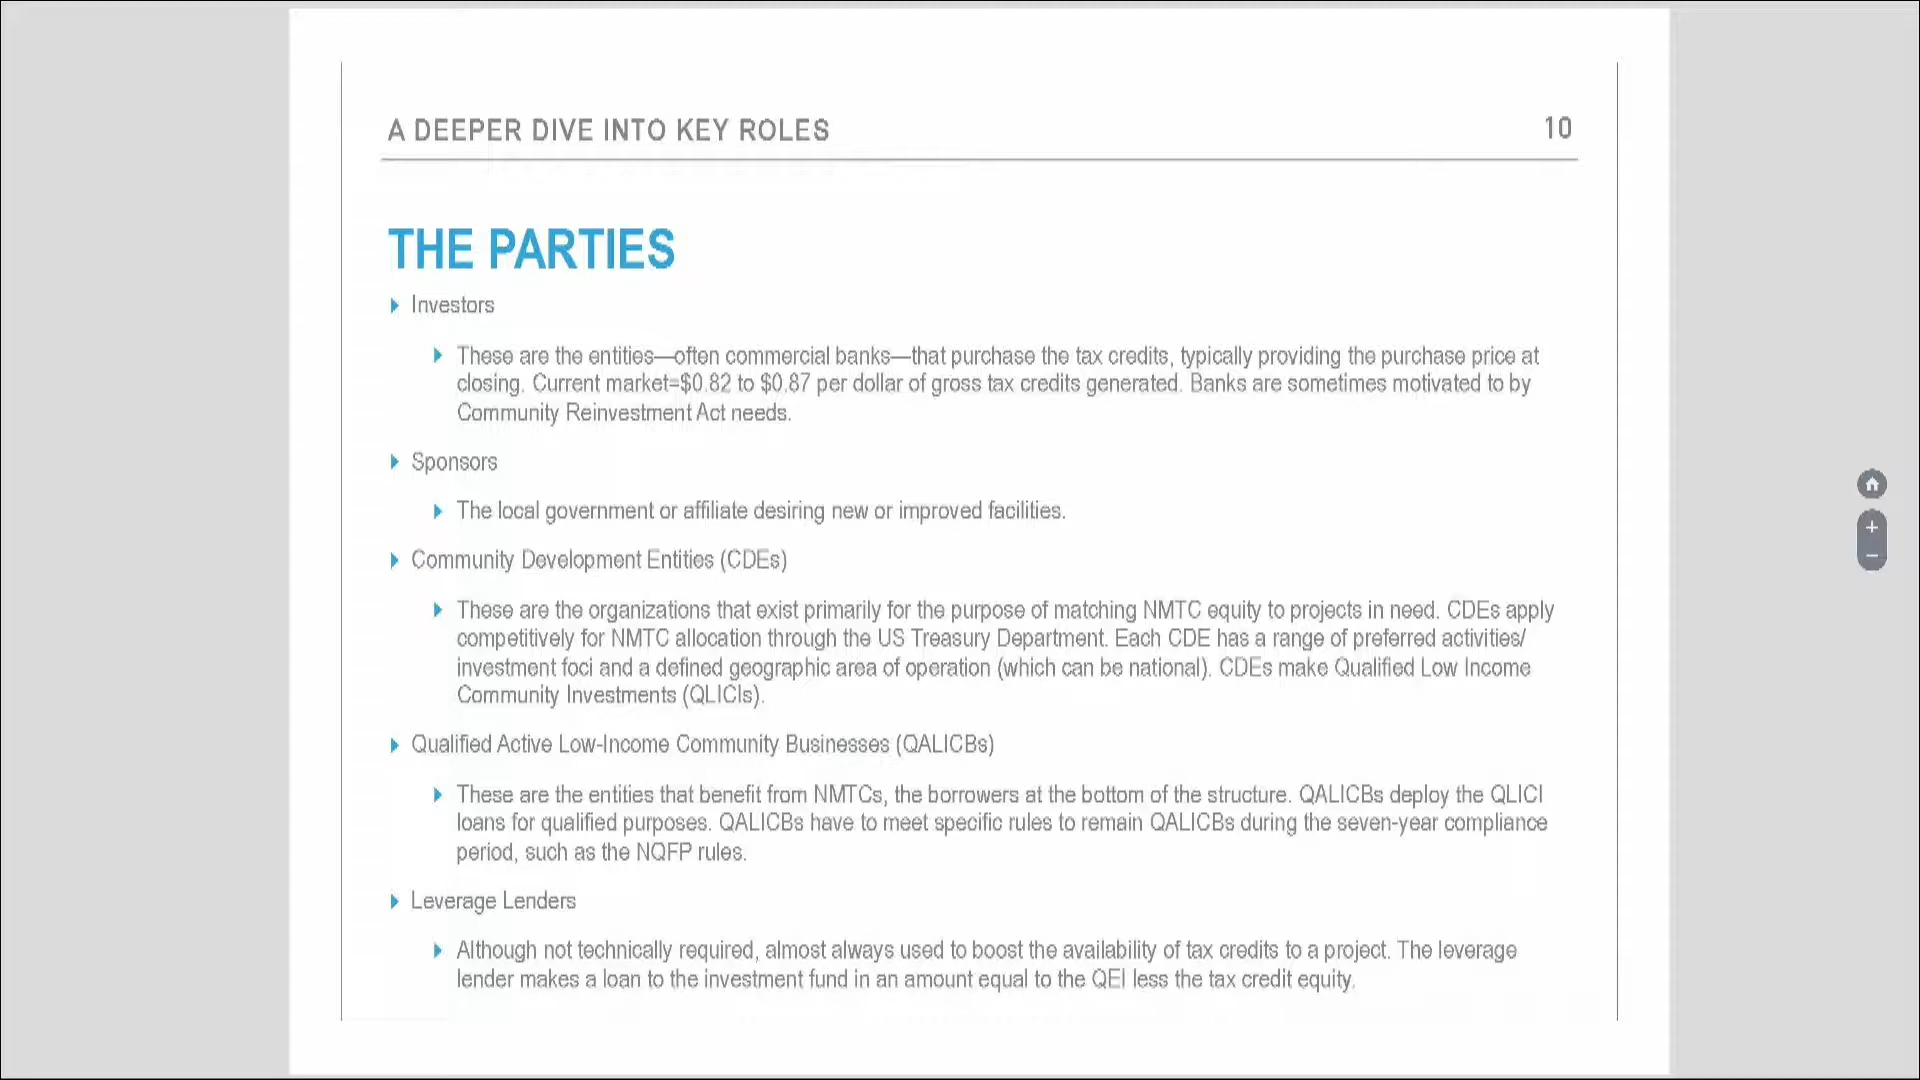 A DEEPER DIVE INTO KEY ROLES 10
THE PARTIES
Investors
These are the entities—often commercial banks—that purchase the tax credits, typically providing the purchase price at
closing. Current market=$0.82 to $0.87 per dollar of gross tax credits generated. Banks are sometimes motivated to by
Community Reinvestment Act needs.
Sponsors
The local government or affiliate desiring new or improved facilities.
Community Development Entities (CDEs)
These are the organizations that exist primarily for the purpose of matching NMTC equity to projects in need. CDEs apply
competitively for NMTC allocation through the US Treasury Department. Each CDE has a range of preferred activities/
investment foci and a defined geographic area of operation (which can be national). CDEs make Qualified Low Income
Community Investments (QLICIs).
Qualified Active Low-Income Community Businesses (QALICBs)
These are the entities that benefit from NMTCs, the borrowers at the bottom of the structure. QALICBs deploy the QLICI
loans for qualified purposes. QALICBs have to meet specific rules to remain QALICBs during the seven-year compliance
period, such as the NQFP rules.
Leverage Lenders
Although not technically required, almost always used to boost the availability of tax credits to a project. The leverage
lender makes a loan to the investment fund in an amount equal to the QEI less the tax credit equity.